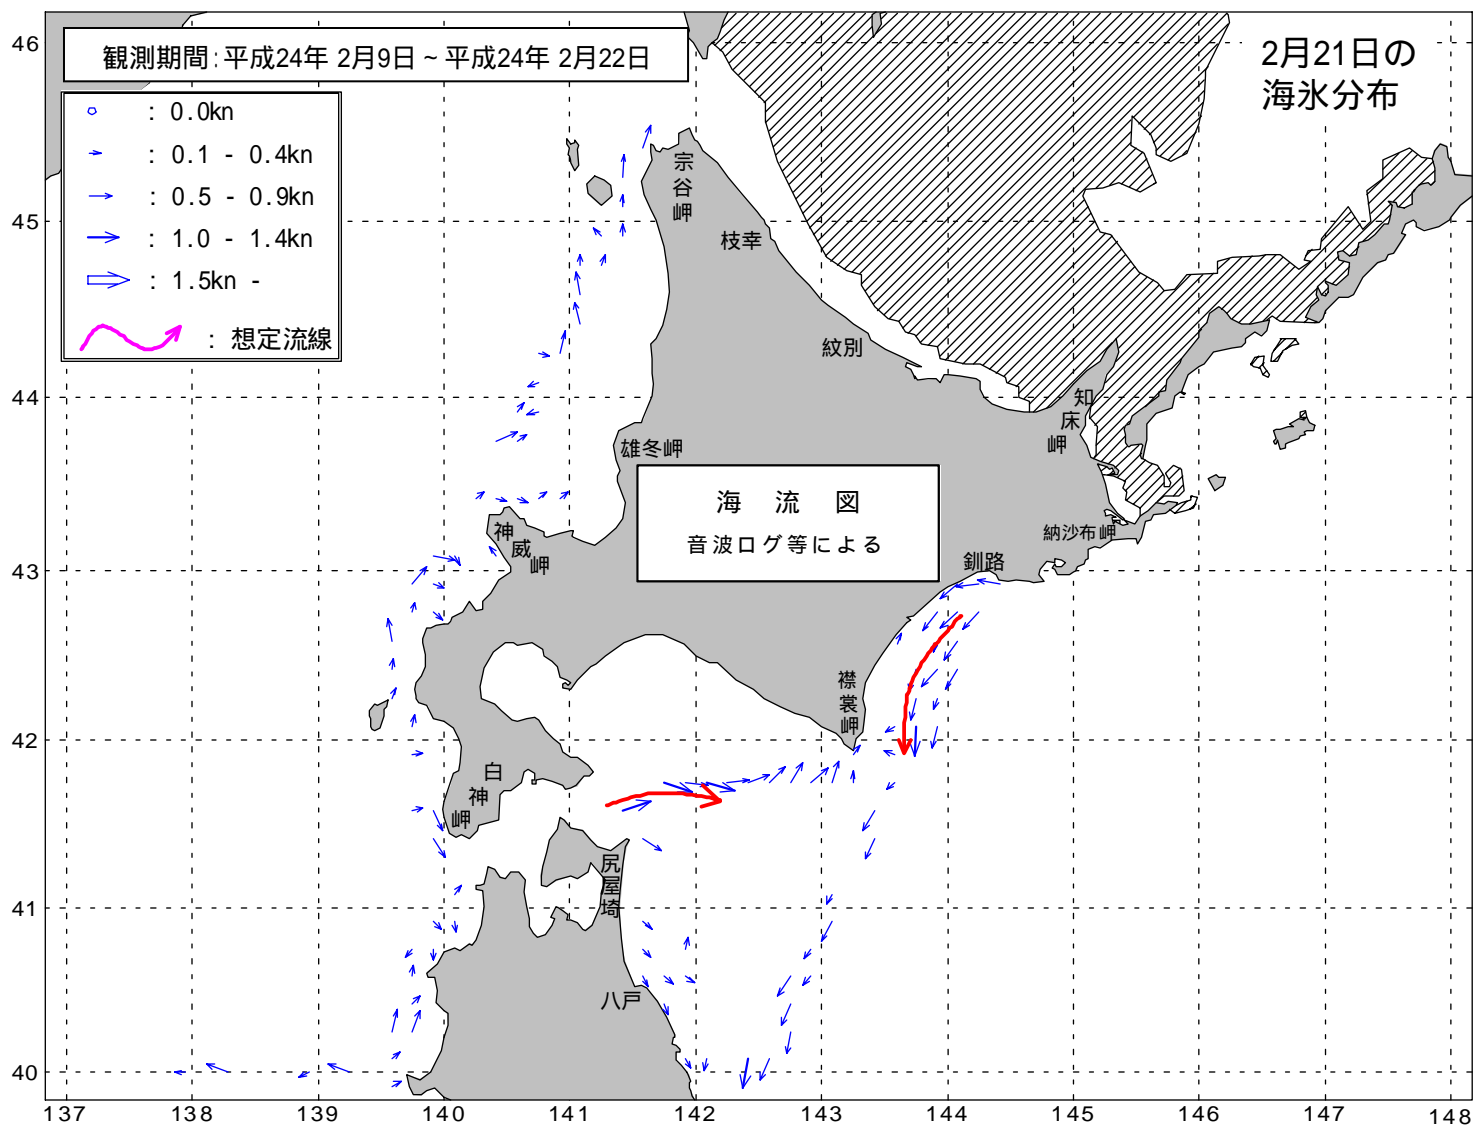 観測期間:平成24年 2月9日 ~ 平成24年 2月22日
2月21日の
海氷分布
: 0.0kn
: 0.1 - 0.4kn
: 0.5 - 0.9kn
: 1.0 - 1.4kn
: 1.5kn -
: 想定流線
海 流 図
音波ログ等による
宗谷岬
枝幸
紋別
知床岬
雄冬岬
神威岬
納沙布岬
釧路
襟裳岬
白神岬
尻屋埼
八戸
46
45
44
43
42
41
40
137 138 139 140 141 142 143 144 145 146 147 148